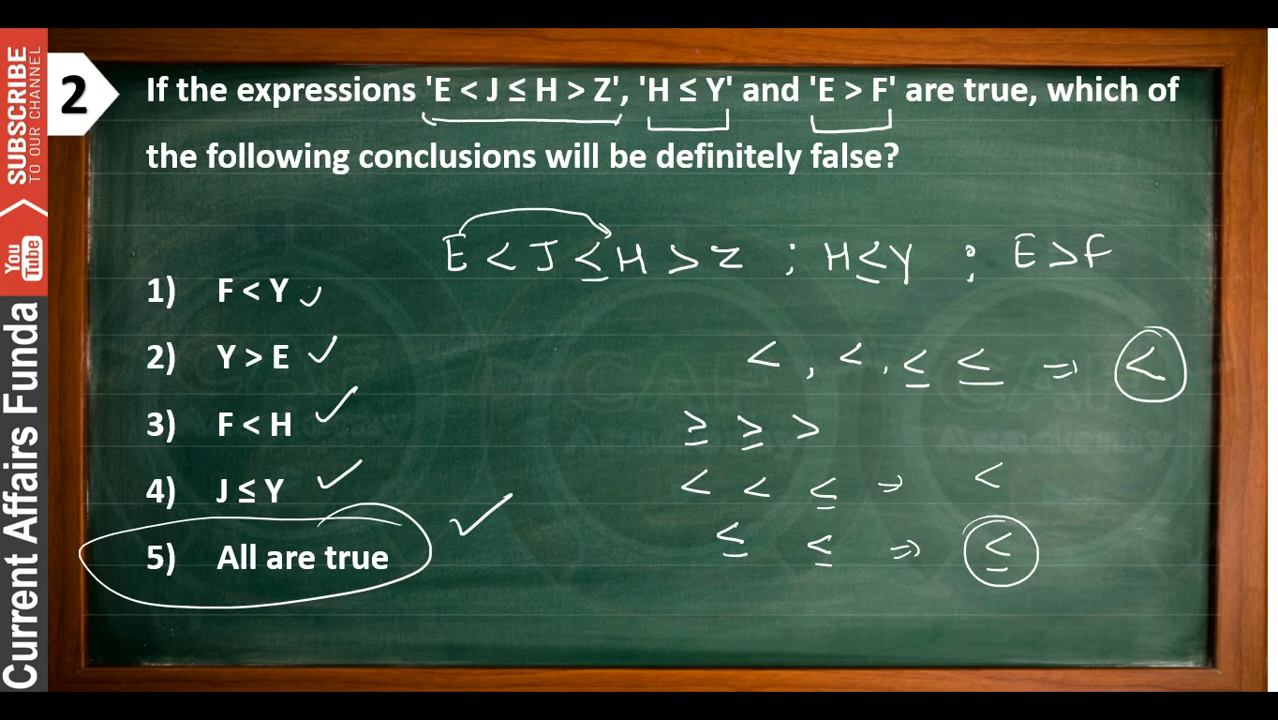 SUBSCRIBE
TO OUR CHANNEL
You Tube
Current Affairs Funda
2
If the expressions 'E < J ≤ H > Z', 'H ≤ Y' and 'E > F' are true, which of
the following conclusions will be definitely false?
E < J ≤ H > Z ; H ≤ Y ; E > F
1) F < Y ✓
2) Y > E ✓
< , < , ≤ ≤ ⇒ <
3) F < H ✓
≥ ≥ >
4) J ≤ Y ✓
< < ≤ ⇒ <
5) All are true ✓
≤ ≤ ⇒ ≤